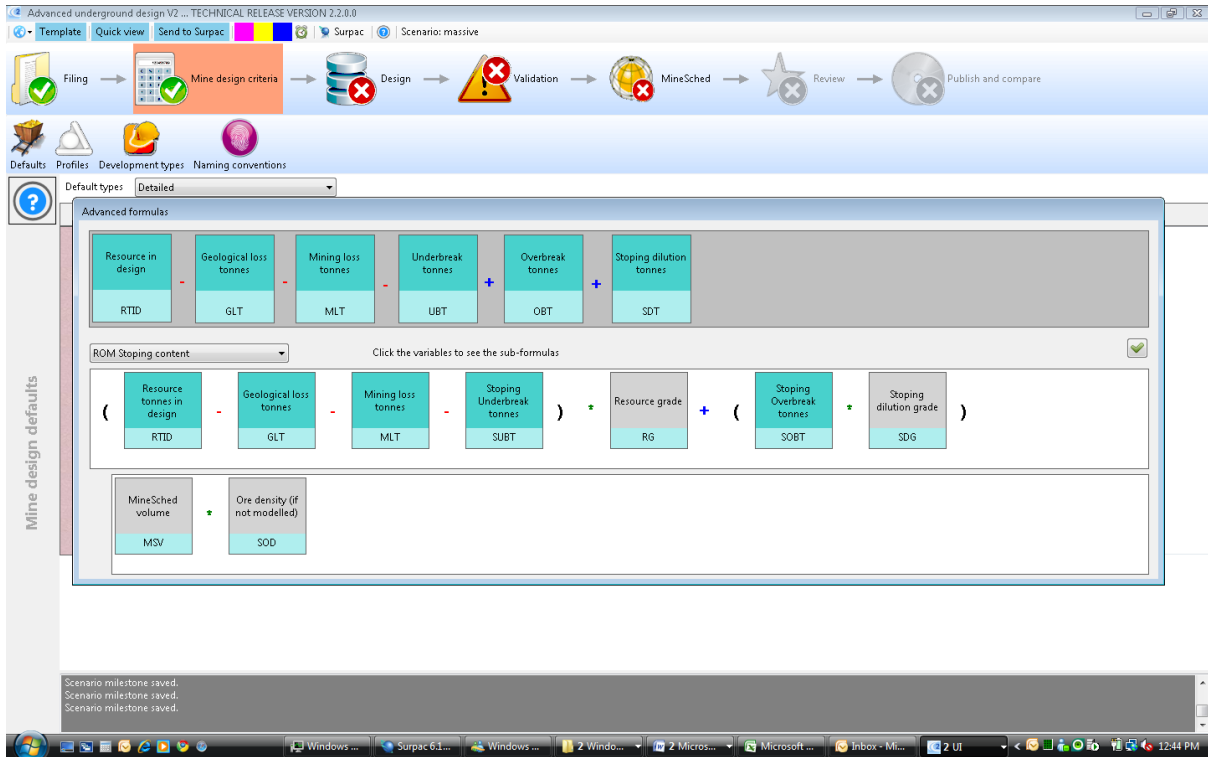 Advanced underground design V2 ... TECHNICAL RELEASE VERSION 2.2.0.0
Template Quick view Send to Surpac Surpac Scenario: massive
Filing Mine design criteria Design Validation MineSched Review Publish and compare
Defaults Profiles Development types Naming conventions
Default types Detailed
Mine design defaults
Advanced formulas
Resource in design - Geological loss tonnes - Mining loss tonnes - Underbreak tonnes + Overbreak tonnes + Stoping dilution tonnes
RTID GLT MLT UBT OBT SDT
ROM Stoping content Click the variables to see the sub-formulas
( Resource tonnes in design - Geological loss tonnes - Mining loss tonnes - Stoping Underbreak tonnes ) * Resource grade + ( Stoping Overbreak tonnes * Stoping dilution grade )
RTID GLT MLT SUBT RG SOBT SDG
MineSched volume * Ore density (if not modelled)
MSV SOD
Scenario milestone saved.
Scenario milestone saved.
Scenario milestone saved.
Windows ... Surpac 6.1... Windows ... 2 Windo... 2 Micros... Microsoft ... Inbox - Mi... 2 UI 12:44 PM